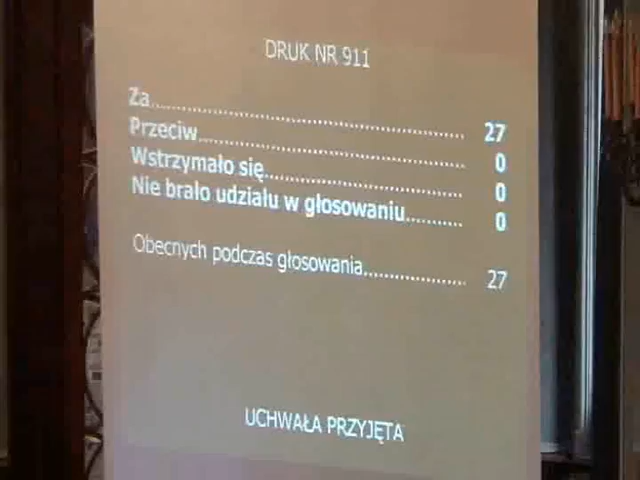 DRUK NR 911
Za.......................................................... 27
Przeciw.................................................. 0
Wstrzymało się..................................... 0
Nie brało udziału w głosowaniu.......... 0
Obecnych podczas głosowania.................. 27
UCHWAŁA PRZYJĘTA